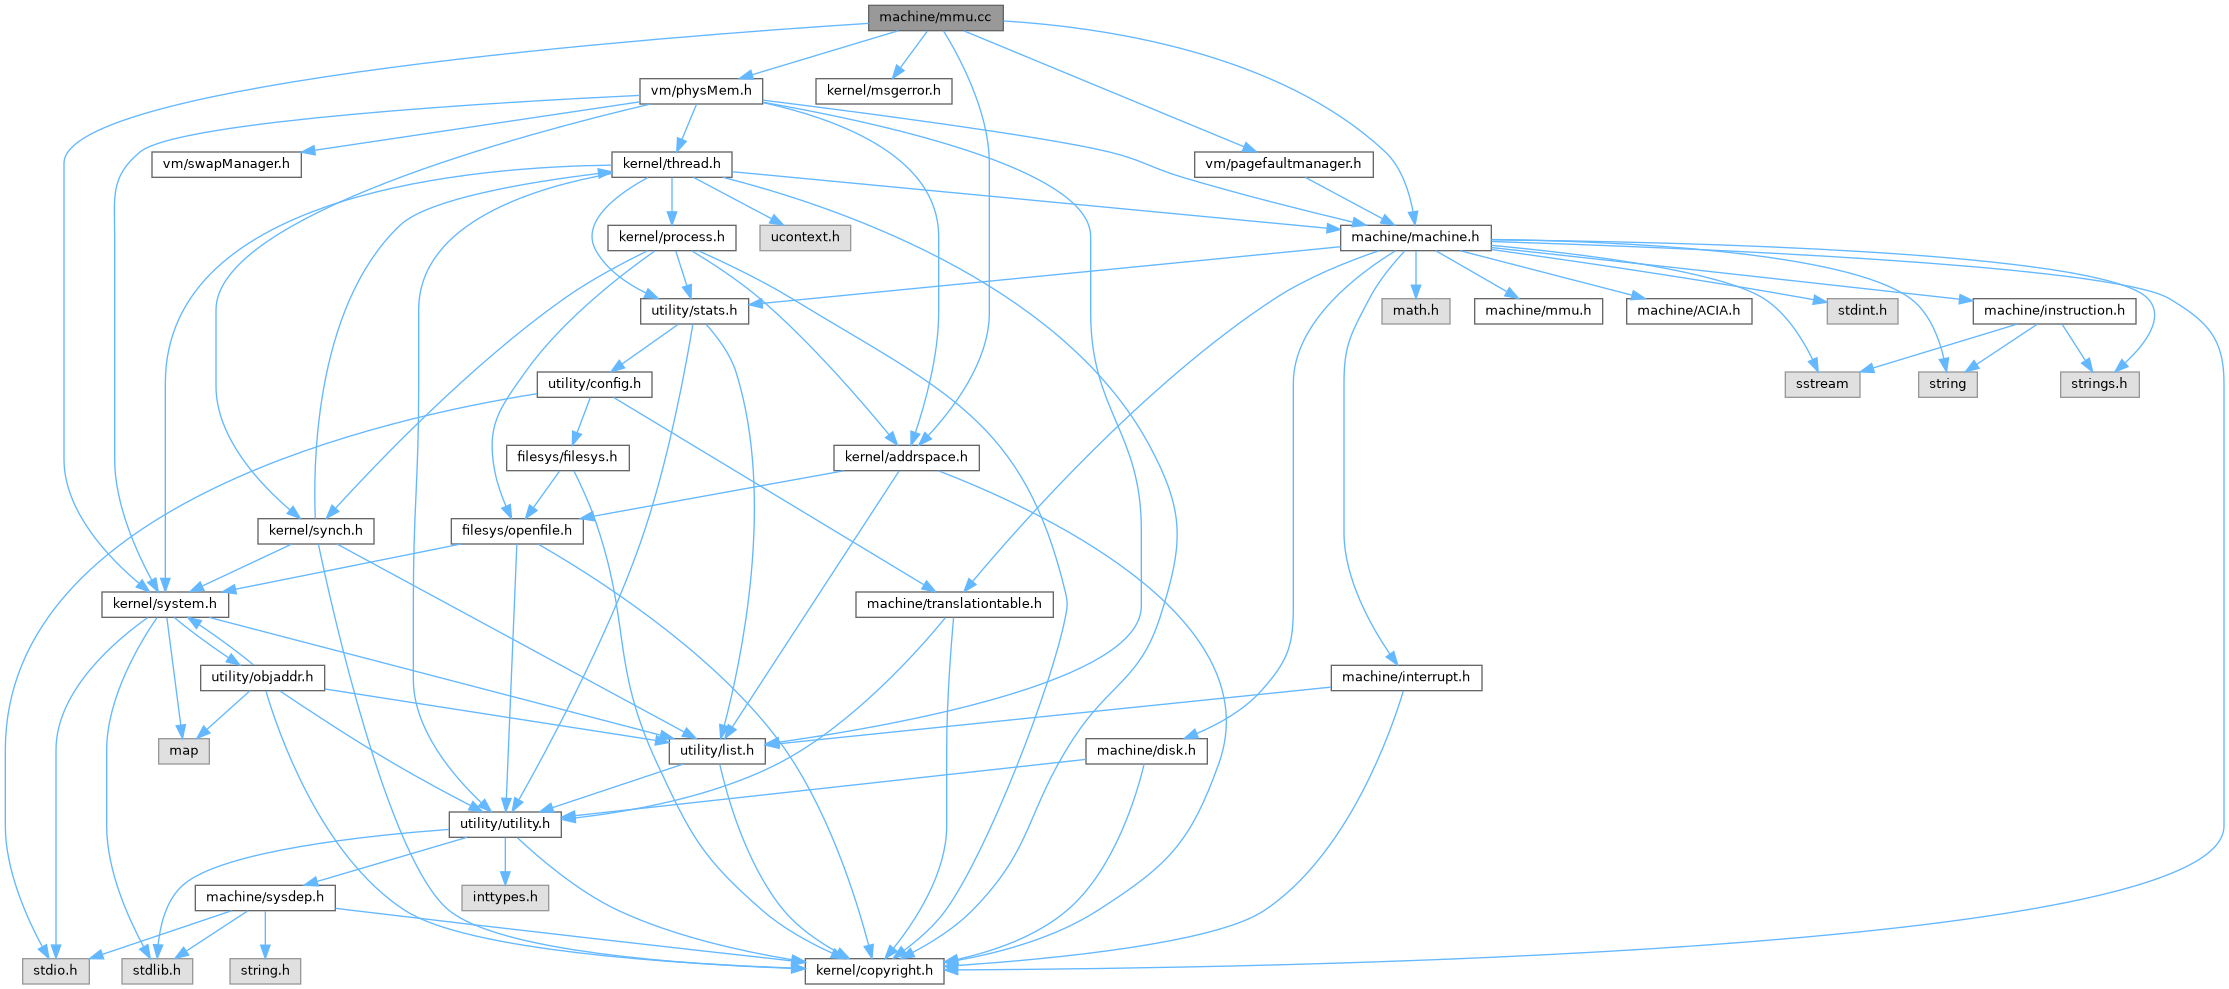 machine/mmu.cc
vm/physMem.h
kernel/msgerror.h
vm/swapManager.h
kernel/thread.h
vm/pagefaultmanager.h
kernel/process.h
ucontext.h
machine/machine.h
utility/stats.h
math.h
machine/mmu.h
machine/ACIA.h
stdint.h
machine/instruction.h
utility/config.h
sstream
string
strings.h
filesys/filesys.h
kernel/addrspace.h
kernel/synch.h
filesys/openfile.h
kernel/system.h
machine/translationtable.h
utility/objaddr.h
machine/interrupt.h
map
utility/list.h
machine/disk.h
utility/utility.h
machine/sysdep.h
inttypes.h
stdio.h
stdlib.h
string.h
kernel/copyright.h